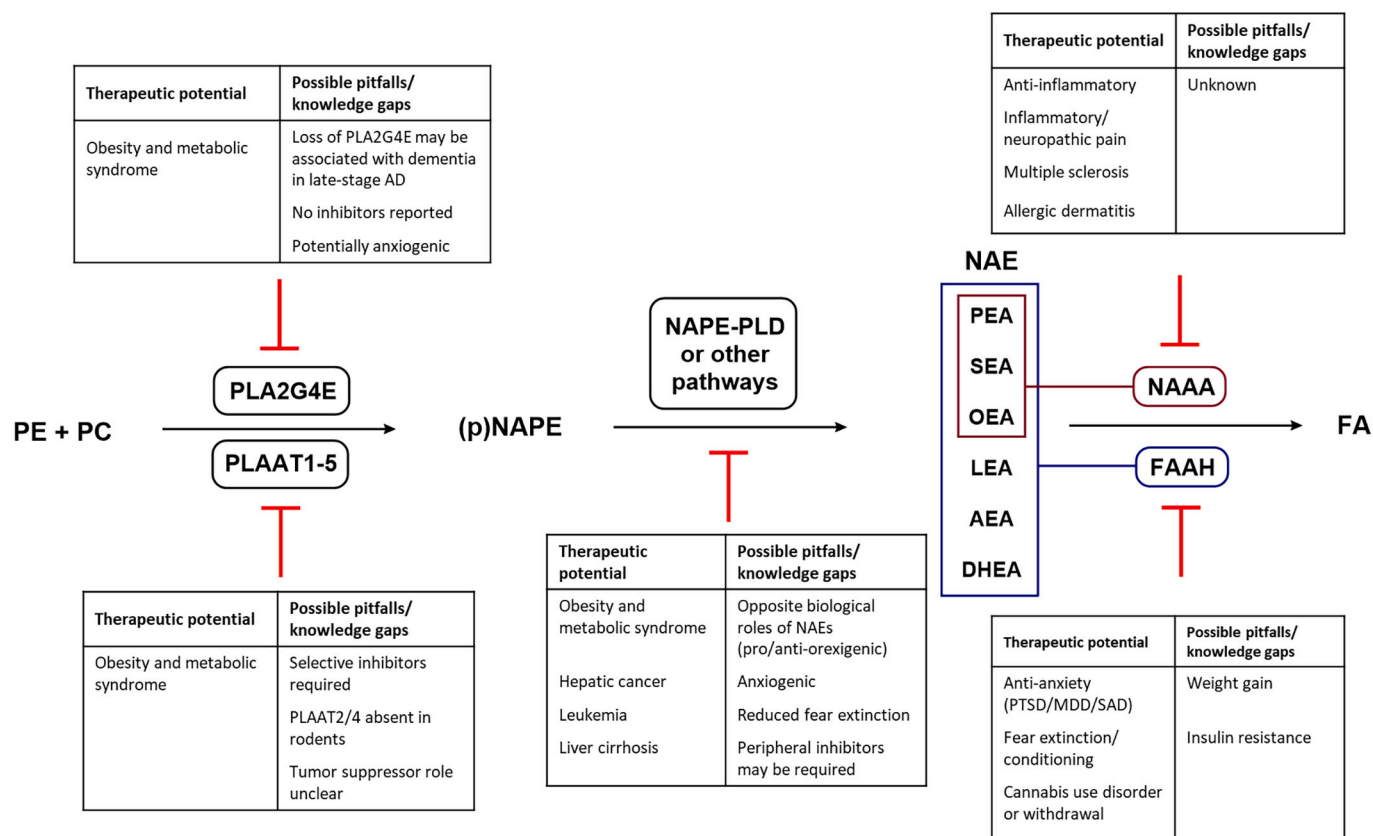 Therapeutic potential
Possible pitfalls/
knowledge gaps
Obesity and metabolic
syndrome
Loss of PLA2G4E may be
associated with dementia
in late-stage AD
No inhibitors reported
Potentially anxiogenic
Therapeutic potential
Possible pitfalls/
knowledge gaps
Anti-inflammatory
Unknown
Inflammatory/
neuropathic pain
Multiple sclerosis
Allergic dermatitis
PE + PC
PLA2G4E
PLAAT1-5
(p)NAPE
NAPE-PLD
or other
pathways
NAE
PEA
SEA
OEA
LEA
AEA
DHEA
NAAA
FAAH
FA
Therapeutic potential
Possible pitfalls/
knowledge gaps
Obesity and metabolic
syndrome
Selective inhibitors
required
PLAAT2/4 absent in
rodents
Tumor suppressor role
unclear
Therapeutic
potential
Possible pitfalls/
knowledge gaps
Obesity and
metabolic syndrome
Opposite biological
roles of NAEs
(pro/anti-orexigenic)
Hepatic cancer
Anxiogenic
Leukemia
Reduced fear extinction
Liver cirrhosis
Peripheral inhibitors
may be required
Therapeutic potential
Possible pitfalls/
knowledge gaps
Anti-anxiety
(PTSD/MDD/SAD)
Weight gain
Fear extinction/
conditioning
Insulin resistance
Cannabis use disorder
or withdrawal